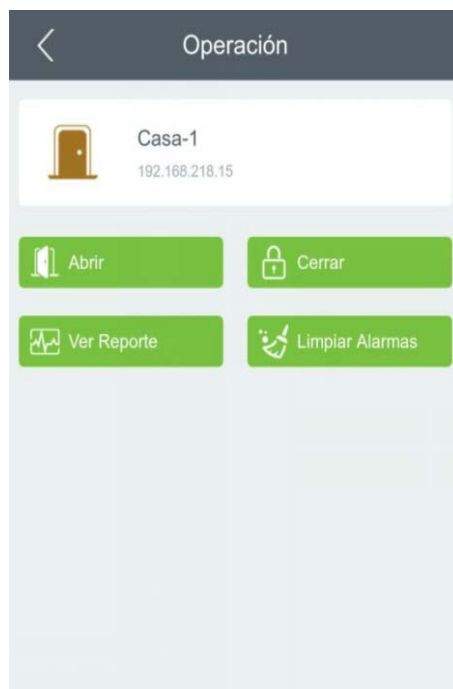 Operación
Casa-1
192.168.218.15
Abrir
Cerrar
Ver Reporte
Limpiar Alarmas